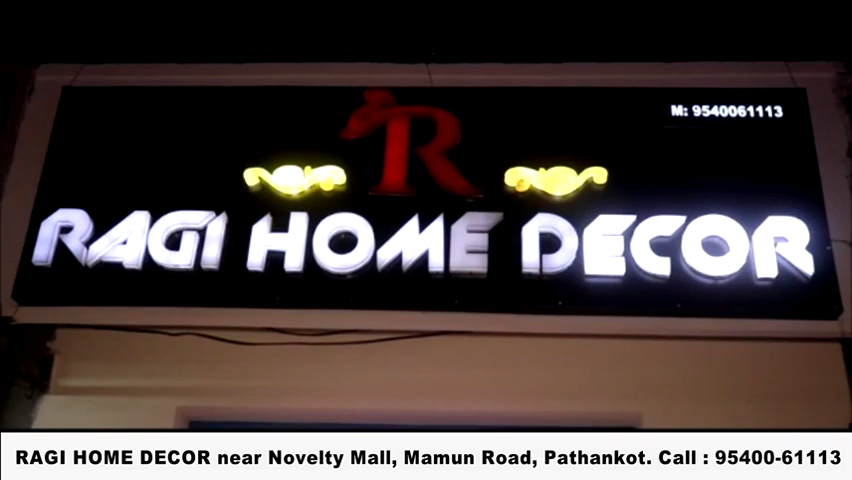 M: 9540061113
R
RAGI HOME DECOR
RAGI HOME DECOR near Novelty Mall, Mamun Road, Pathankot. Call : 95400-61113